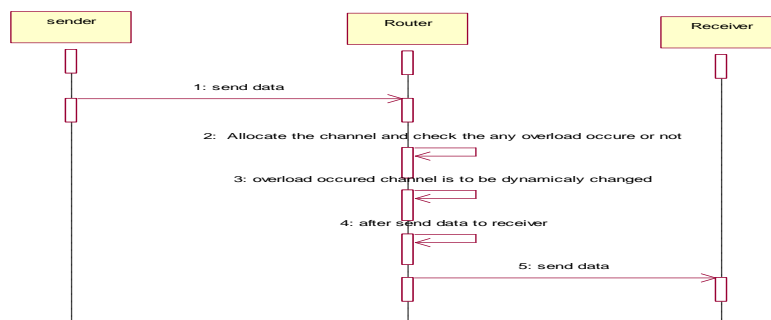 sender
Router
Receiver
1: send data
2: Allocate the channel and check the any overload occure or not
3: overload occured channel is to be dynamicaly changed
4: after send data to receiver
5: send data